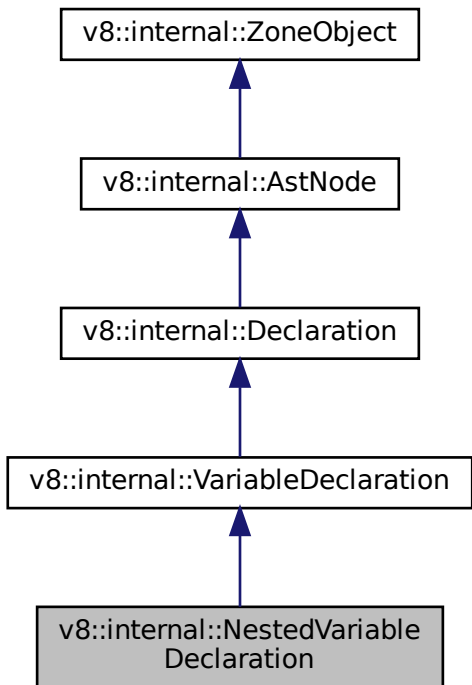 v8::internal::ZoneObject
v8::internal::AstNode
v8::internal::Declaration
v8::internal::VariableDeclaration
v8::internal::NestedVariable
Declaration